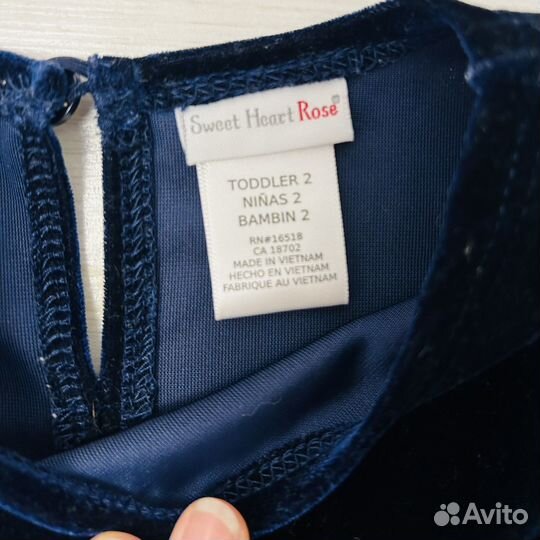 Sweet Heart Rose
TODDLER 2
NIÑAS 2
BAMBIN 2
RN#16518
CA 18702
MADE IN VIETNAM
HECHO EN VIETNAM
FABRIQUE AU VIETNAM
Avito